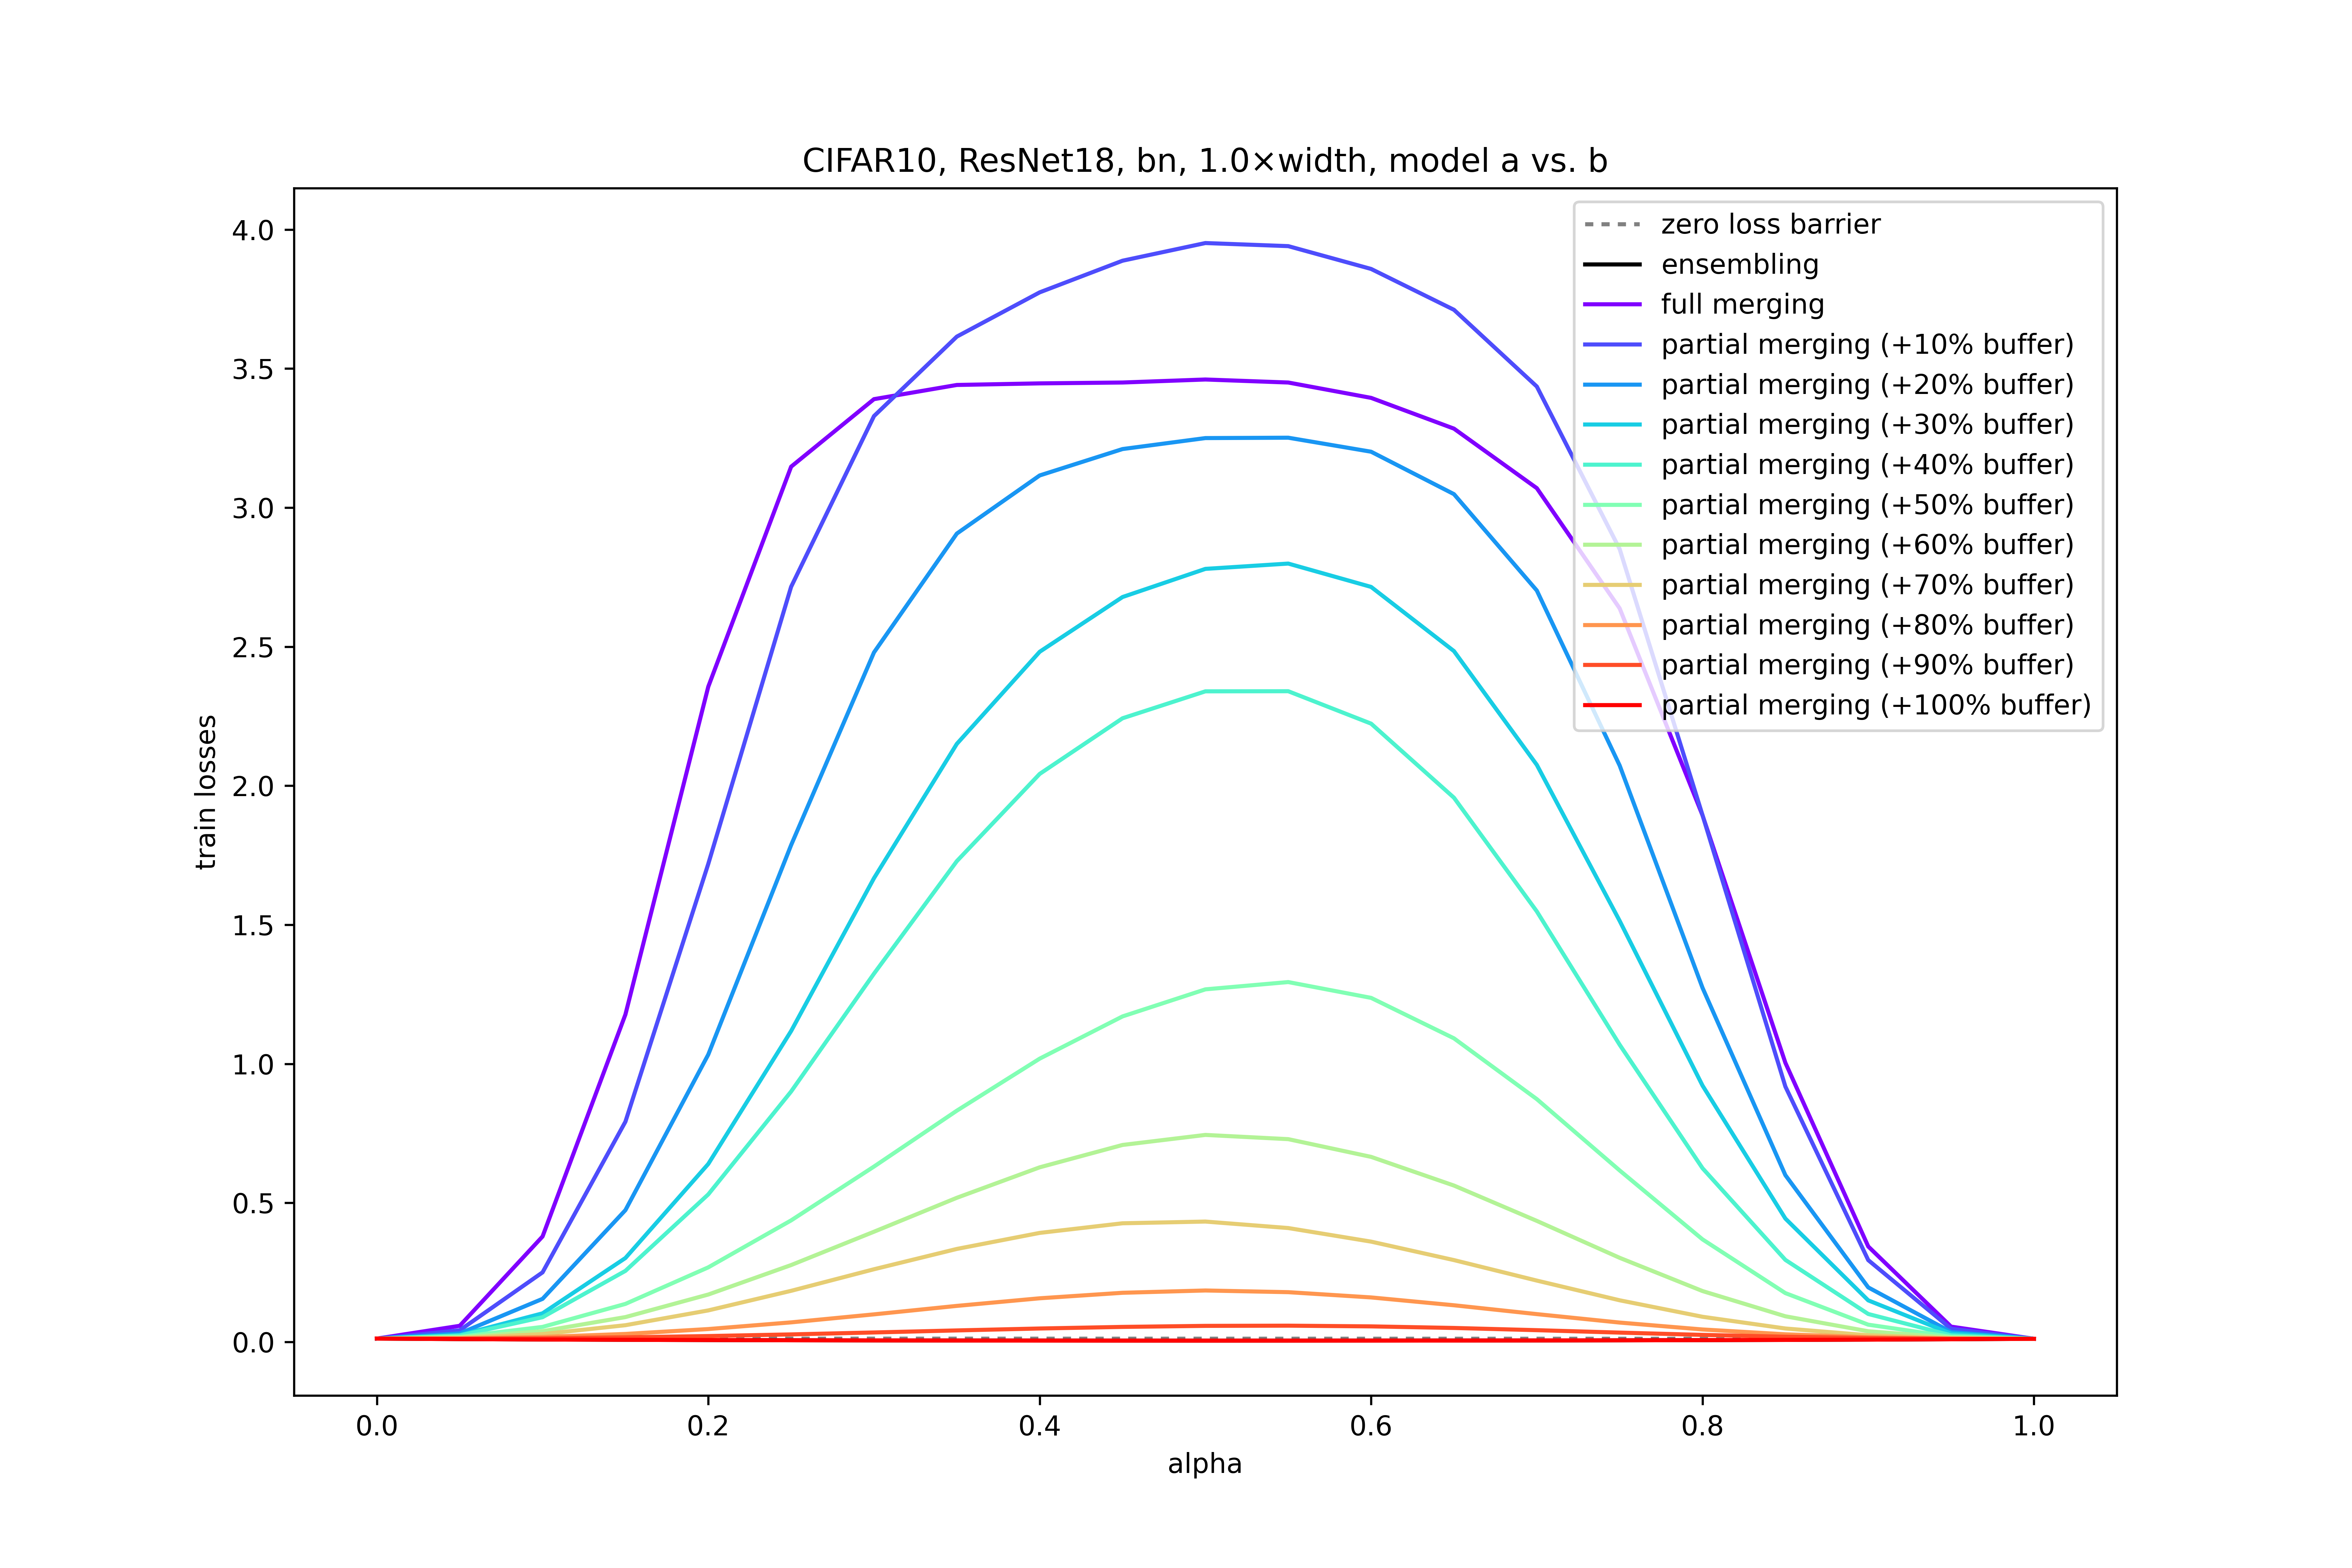 CIFAR10, ResNet18, bn, 1.0×width, model a vs. b
4.0
3.5
3.0
2.5
2.0
1.5
1.0
0.5
0.0
train losses
zero loss barrier
ensembling
full merging
partial merging (+10% buffer)
partial merging (+20% buffer)
partial merging (+30% buffer)
partial merging (+40% buffer)
partial merging (+50% buffer)
partial merging (+60% buffer)
partial merging (+70% buffer)
partial merging (+80% buffer)
partial merging (+90% buffer)
partial merging (+100% buffer)
0.0 0.2 0.4 0.6 0.8 1.0
alpha